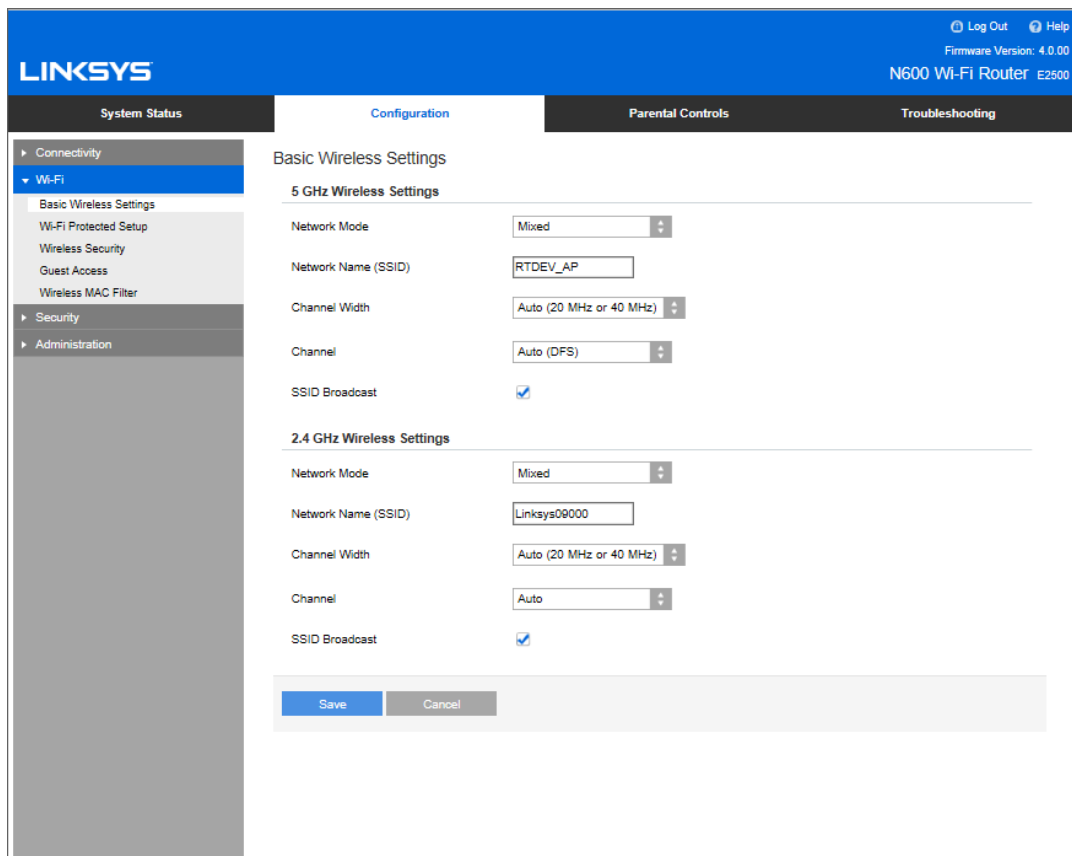 Log Out Help
Firmware Version: 4.0.00
LINKSYS
N600 Wi-Fi Router E2500
System Status Configuration Parental Controls Troubleshooting
Connectivity
Wi-Fi
Basic Wireless Settings
Wi-Fi Protected Setup
Wireless Security
Guest Access
Wireless MAC Filter
Security
Administration
Basic Wireless Settings
5 GHz Wireless Settings
Network Mode Mixed
Network Name (SSID) RTDEV_AP
Channel Width Auto (20 MHz or 40 MHz)
Channel Auto (DFS)
SSID Broadcast
2.4 GHz Wireless Settings
Network Mode Mixed
Network Name (SSID) Linksys09000
Channel Width Auto (20 MHz or 40 MHz)
Channel Auto
SSID Broadcast
Save Cancel